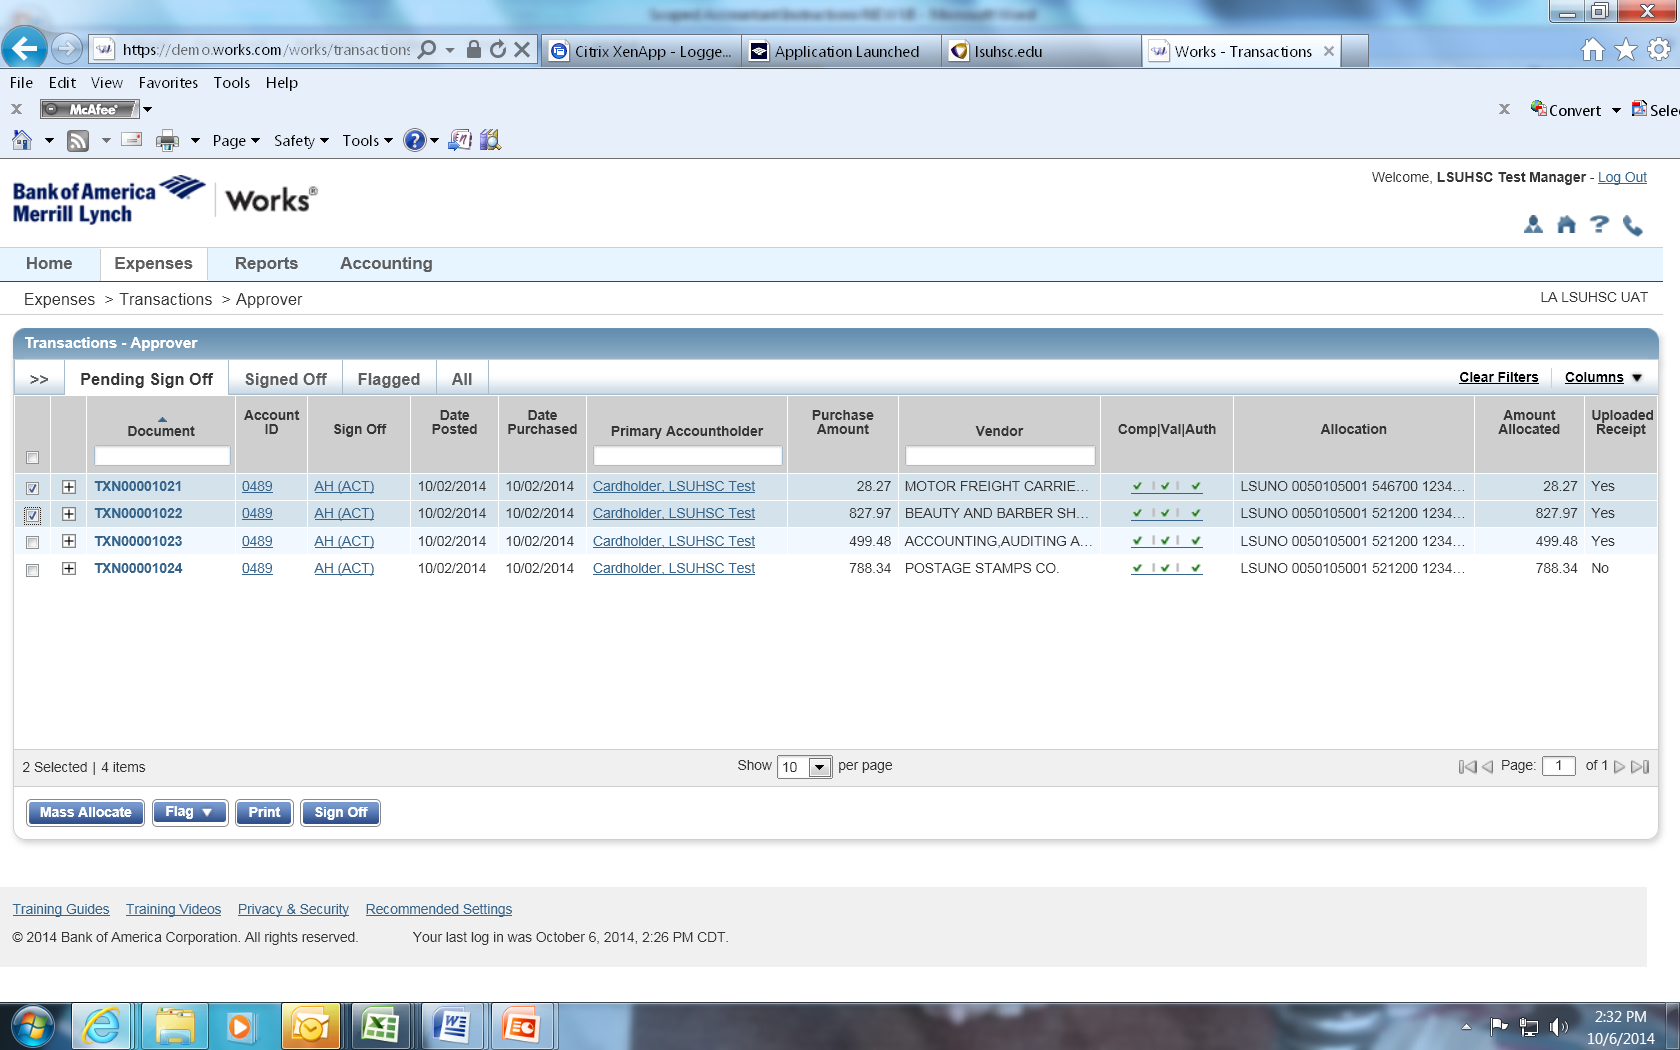 https://demo.works.com/works/transactions
Citrix XenApp - Logge...
Application Launched
lsuhsc.edu
Works - Transactions
File Edit View Favorites Tools Help
McAfee
Convert
Sele
Page Safety Tools
Bank of America
Merrill Lynch
Works®
Welcome, LSUHSC Test Manager - Log Out
Home Expenses Reports Accounting
Expenses > Transactions > Approver
LA LSUHSC UAT
Transactions - Approver
>> Pending Sign Off Signed Off Flagged All
Clear Filters Columns
Document Account ID Sign Off Date Posted Date Purchased Primary Accountholder Purchase Amount Vendor Comp|Val|Auth Allocation Amount Allocated Uploaded Receipt
TXN00001021 0489 AH (ACT) 10/02/2014 10/02/2014 Cardholder, LSUHSC Test 28.27 MOTOR FREIGHT CARRIE... LSUNO 0050105001 546700 1234... 28.27 Yes
TXN00001022 0489 AH (ACT) 10/02/2014 10/02/2014 Cardholder, LSUHSC Test 827.97 BEAUTY AND BARBER SH... LSUNO 0050105001 521200 1234... 827.97 Yes
TXN00001023 0489 AH (ACT) 10/02/2014 10/02/2014 Cardholder, LSUHSC Test 499.48 ACCOUNTING,AUDITING A... LSUNO 0050105001 521200 1234... 499.48 Yes
TXN00001024 0489 AH (ACT) 10/02/2014 10/02/2014 Cardholder, LSUHSC Test 788.34 POSTAGE STAMPS CO. LSUNO 0050105001 521200 1234... 788.34 No
2 Selected | 4 items
Show 10 per page
Page: 1 of 1
Mass Allocate Flag Print Sign Off
Training Guides Training Videos Privacy & Security Recommended Settings
© 2014 Bank of America Corporation. All rights reserved. Your last log in was October 6, 2014, 2:26 PM CDT.
2:32 PM
10/6/2014